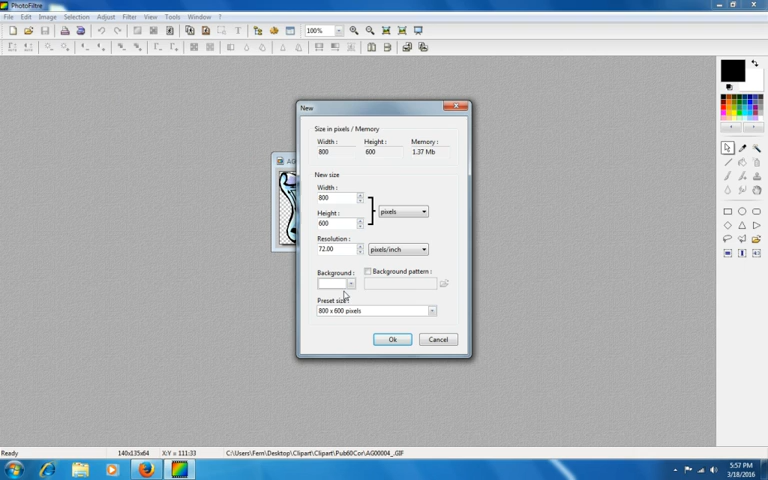 PhotoFiltre
File Edit Image Selection Adjust Filter View Tools Window ?
100%
New
AG
Size in pixels / Memory
Width : Height : Memory :
800 600 1.37 Mb
New size
Width :
800
pixels
Height :
600
Resolution :
72.00 pixels/inch
Background : Background pattern :
Preset size :
800 x 600 pixels
Ok Cancel
140x135x64 X:Y = 111:33 C:\Users\Fern\Desktop\Clipart\Clipart\Pub60Cor\AG00004_.GIF
5:57 PM
3/18/2016